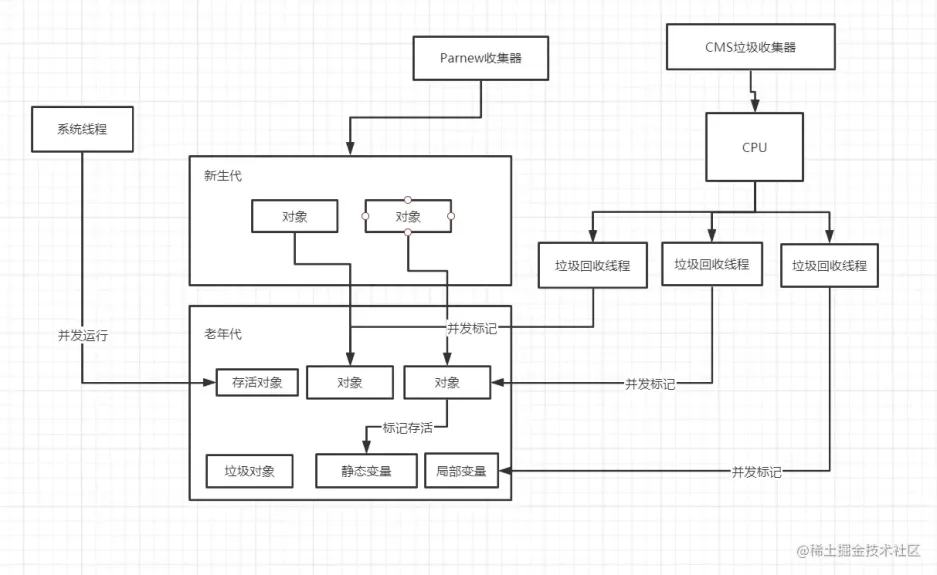 CMS垃圾收集器
Parnew收集器
系统线程
CPU
新生代
对象
对象
垃圾回收线程
垃圾回收线程
垃圾回收线程
并发标记
并发运行
老年代
存活对象
对象
对象
并发标记
标记存活
垃圾对象
静态变量
局部变量
并发标记
@稀土掘金技术社区